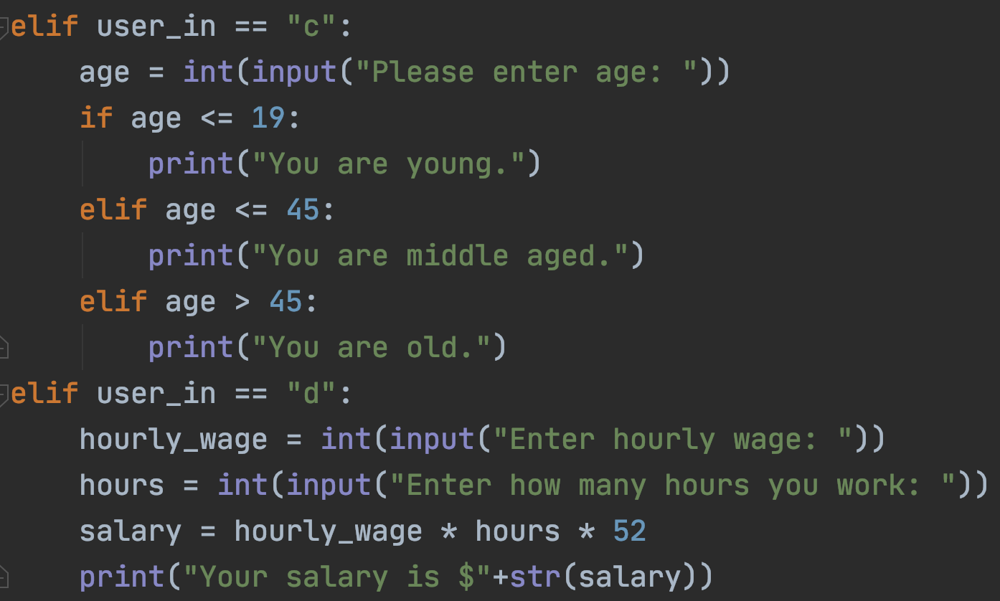 elif user_in == "c":
    age = int(input("Please enter age: "))
    if age <= 19:
        print("You are young.")
    elif age <= 45:
        print("You are middle aged.")
    elif age > 45:
        print("You are old.")
elif user_in == "d":
    hourly_wage = int(input("Enter hourly wage: "))
    hours = int(input("Enter how many hours you work: "))
    salary = hourly_wage * hours * 52
    print("Your salary is $"+str(salary))